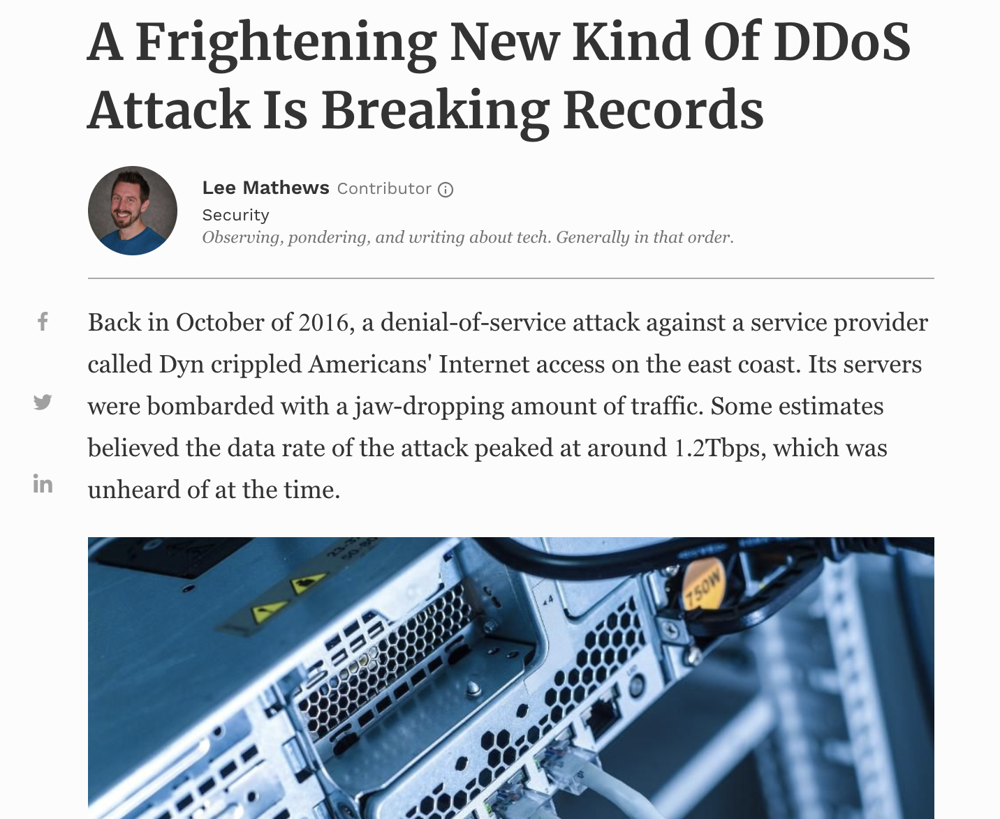 A Frightening New Kind Of DDoS
Attack Is Breaking Records
Lee Mathews Contributor
Security
Observing, pondering, and writing about tech. Generally in that order.
Back in October of 2016, a denial-of-service attack against a service provider
called Dyn crippled Americans' Internet access on the east coast. Its servers
were bombarded with a jaw-dropping amount of traffic. Some estimates
believed the data rate of the attack peaked at around 1.2Tbps, which was
unheard of at the time.
750W